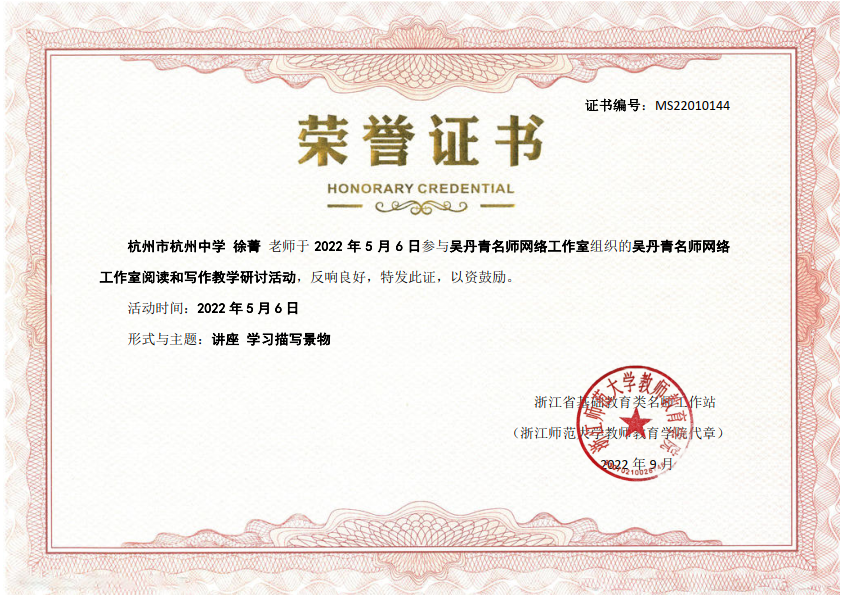 证书编号：MS22010144
荣誉证书
HONORARY CREDENTIAL
杭州市杭州中学 徐菁 老师于 2022 年 5 月 6 日参与吴丹青名师网络工作室组织的吴丹青名师网络
工作室阅读和写作教学研讨活动，反响良好，特发此证，以资鼓励。
活动时间：2022 年 5 月 6 日
形式与主题：讲座 学习描写景物
浙江省基础教育类名师工作站
（浙江师范大学教师教育学院代章）
2022 年 9 月
浙江师范大学教师教育学院